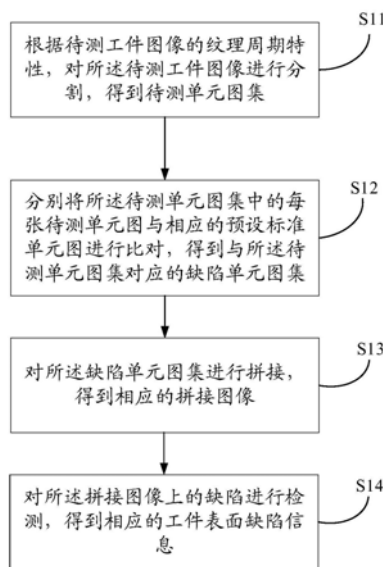 S11
根据待测工件图像的纹理周期特
性，对所述待测工件图像进行分
割，得到待测单元图集
S12
分别将所述待测单元图集中的每
张待测单元图与相应的预设标准
单元图进行比对，得到与所述待
测单元图集对应的缺陷单元图集
S13
对所述缺陷单元图集进行拼接，
得到相应的拼接图像
S14
对所述拼接图像上的缺陷进行检
测，得到相应的工件表面缺陷信
息